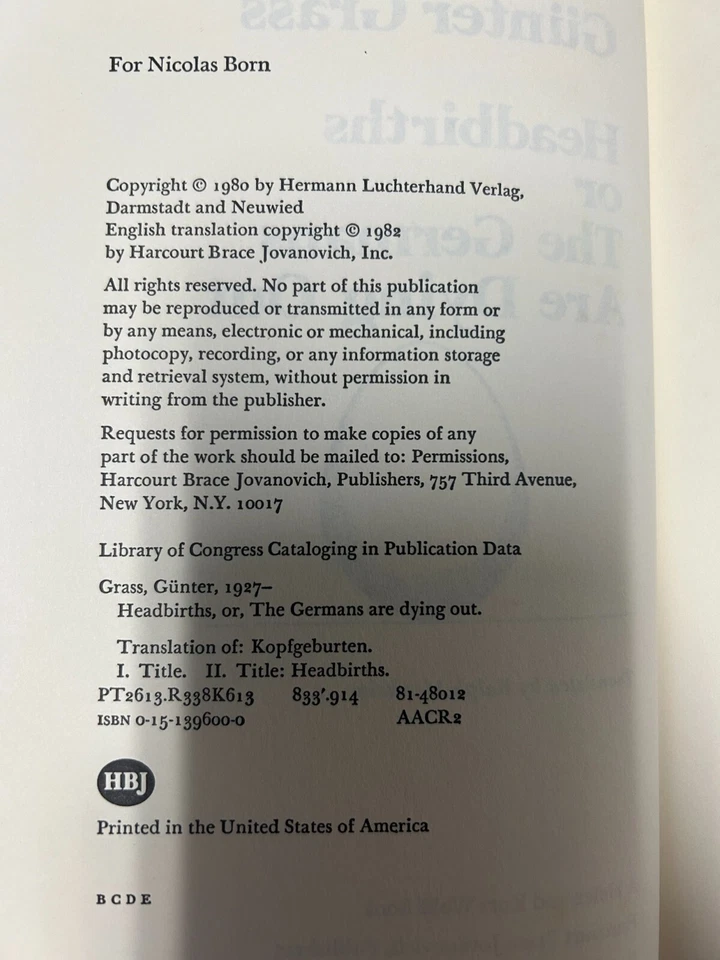 For Nicolas Born
Copyright © 1980 by Hermann Luchterhand Verlag,
Darmstadt and Neuwied
English translation copyright © 1982
by Harcourt Brace Jovanovich, Inc.
All rights reserved. No part of this publication
may be reproduced or transmitted in any form or
by any means, electronic or mechanical, including
photocopy, recording, or any information storage
and retrieval system, without permission in
writing from the publisher.
Requests for permission to make copies of any
part of the work should be mailed to: Permissions,
Harcourt Brace Jovanovich, Publishers, 757 Third Avenue,
New York, N.Y. 10017
Library of Congress Cataloging in Publication Data
Grass, Günter, 1927–
Headbirths, or, The Germans are dying out.
Translation of: Kopfgeburten.
I. Title. II. Title: Headbirths.
PT2613.R338K613 833'.914 81-48012
ISBN 0-15-139600-0 AACR2
HBJ
Printed in the United States of America
B C D E